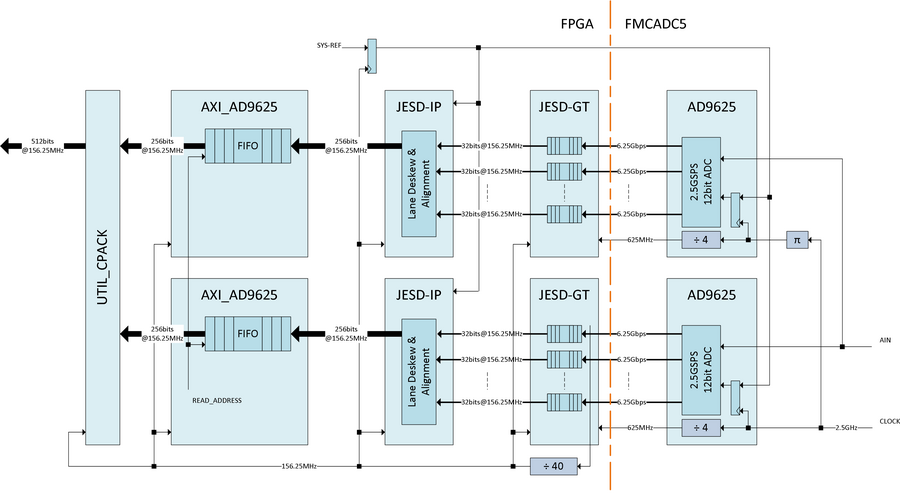 FPGA
FMCADC5
SYS-REF
AXI_AD9625
JESD-IP
JESD-GT
AD9625
512bits
@156.25MHz
256bits
@156.25MHz
FIFO
256bits
@156.25MHz
Lane Deskew &
Alignment
32bits@156.25MHz
32bits@156.25MHz
32bits@156.25MHz
6.25Gbps
6.25Gbps
6.25Gbps
2.5GSPS
12bit ADC
625MHz
÷ 4
π
UTIL_CPACK
AXI_AD9625
JESD-IP
JESD-GT
AD9625
256bits
@156.25MHz
FIFO
256bits
@156.25MHz
Lane Deskew &
Alignment
32bits@156.25MHz
32bits@156.25MHz
32bits@156.25MHz
6.25Gbps
6.25Gbps
6.25Gbps
2.5GSPS
12bit ADC
AIN
READ_ADDRESS
625MHz
÷ 4
2.5GHz
CLOCK
156.25MHz
÷ 40